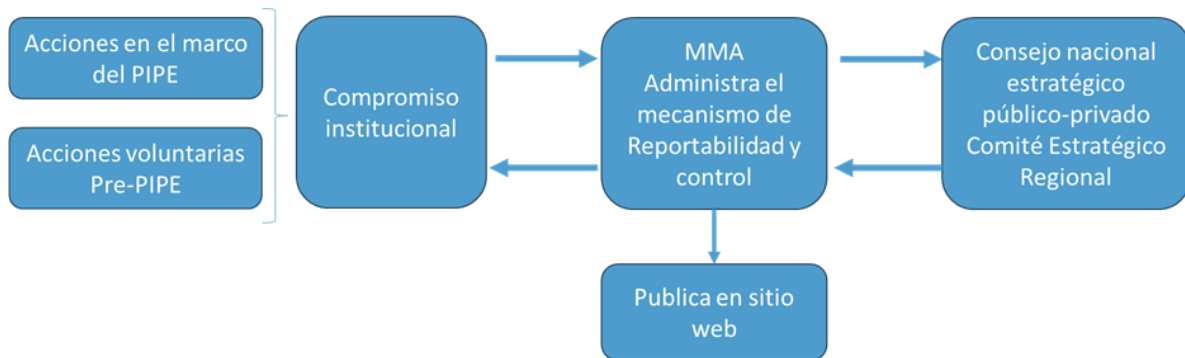 Acciones en el marco
del PIPE
Acciones voluntarias
Pre-PIPE
Compromiso
institucional
MMA
Administra el
mecanismo de
Reportabilidad y
control
Consejo nacional
estratégico
público-privado
Comité Estratégico
Regional
Publica en sitio
web